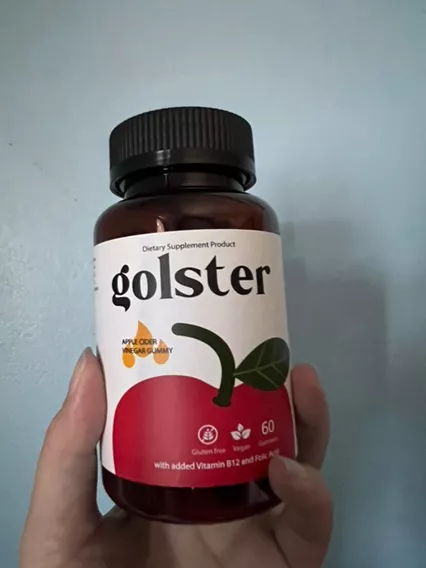 Dietary Supplement Product
golster
APPLE CIDER
VINEGAR GUMMY
60
Gluten Free
Vegan
Gummies
with added Vitamin B12 and Folic Acid